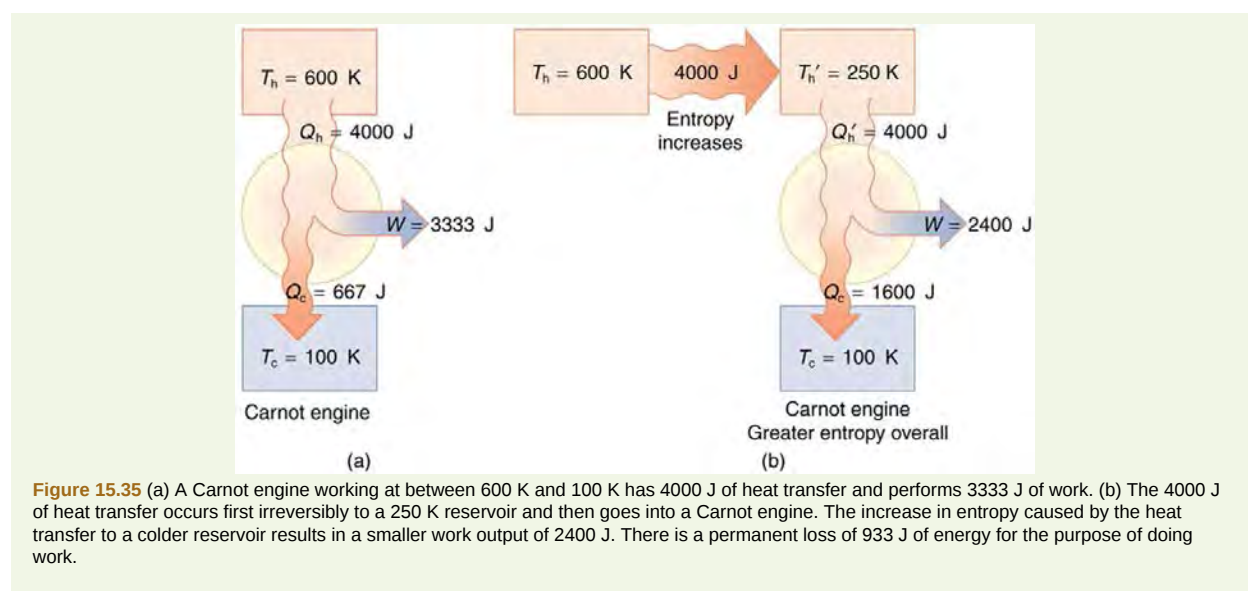 T_h = 600 K
Q_h = 4000 J
W = 3333 J
Q_c = 667 J
T_c = 100 K
Carnot engine
(a)
T_h = 600 K
4000 J
Entropy
increases
T_h′ = 250 K
Q_h′ = 4000 J
W = 2400 J
Q_c = 1600 J
T_c = 100 K
Carnot engine
Greater entropy overall
(b)
Figure 15.35 (a) A Carnot engine working at between 600 K and 100 K has 4000 J of heat transfer and performs 3333 J of work. (b) The 4000 J
of heat transfer occurs first irreversibly to a 250 K reservoir and then goes into a Carnot engine. The increase in entropy caused by the heat
transfer to a colder reservoir results in a smaller work output of 2400 J. There is a permanent loss of 933 J of energy for the purpose of doing
work.